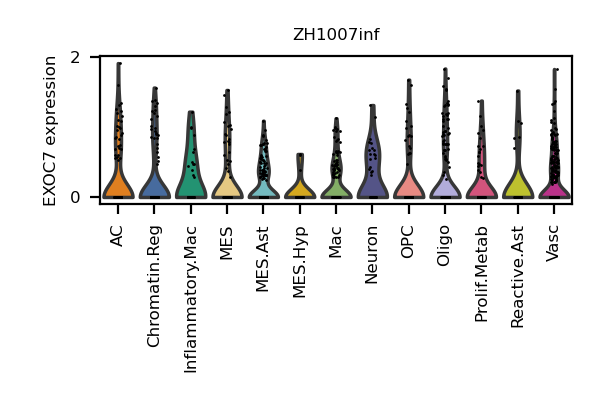 ZH1007inf
EXOC7 expression
2
0
AC
Chromatin.Reg
Inflammatory.Mac
MES
MES.Ast
MES.Hyp
Mac
Neuron
OPC
Oligo
Prolif.Metab
Reactive.Ast
Vasc